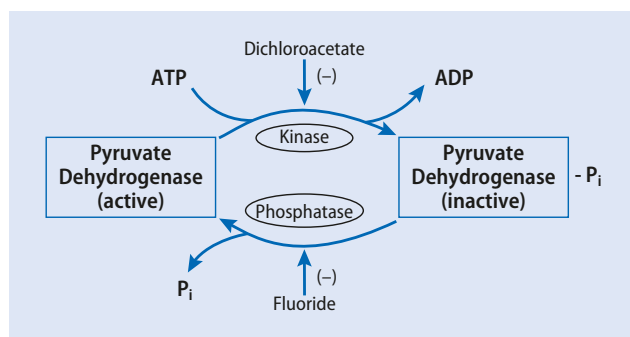 Dichloroacetate
ATP
(–)
ADP
Kinase
Pyruvate
Dehydrogenase
(active)
Pyruvate
Dehydrogenase
(inactive)
- Pi
Phosphatase
Pi
(–)
Fluoride